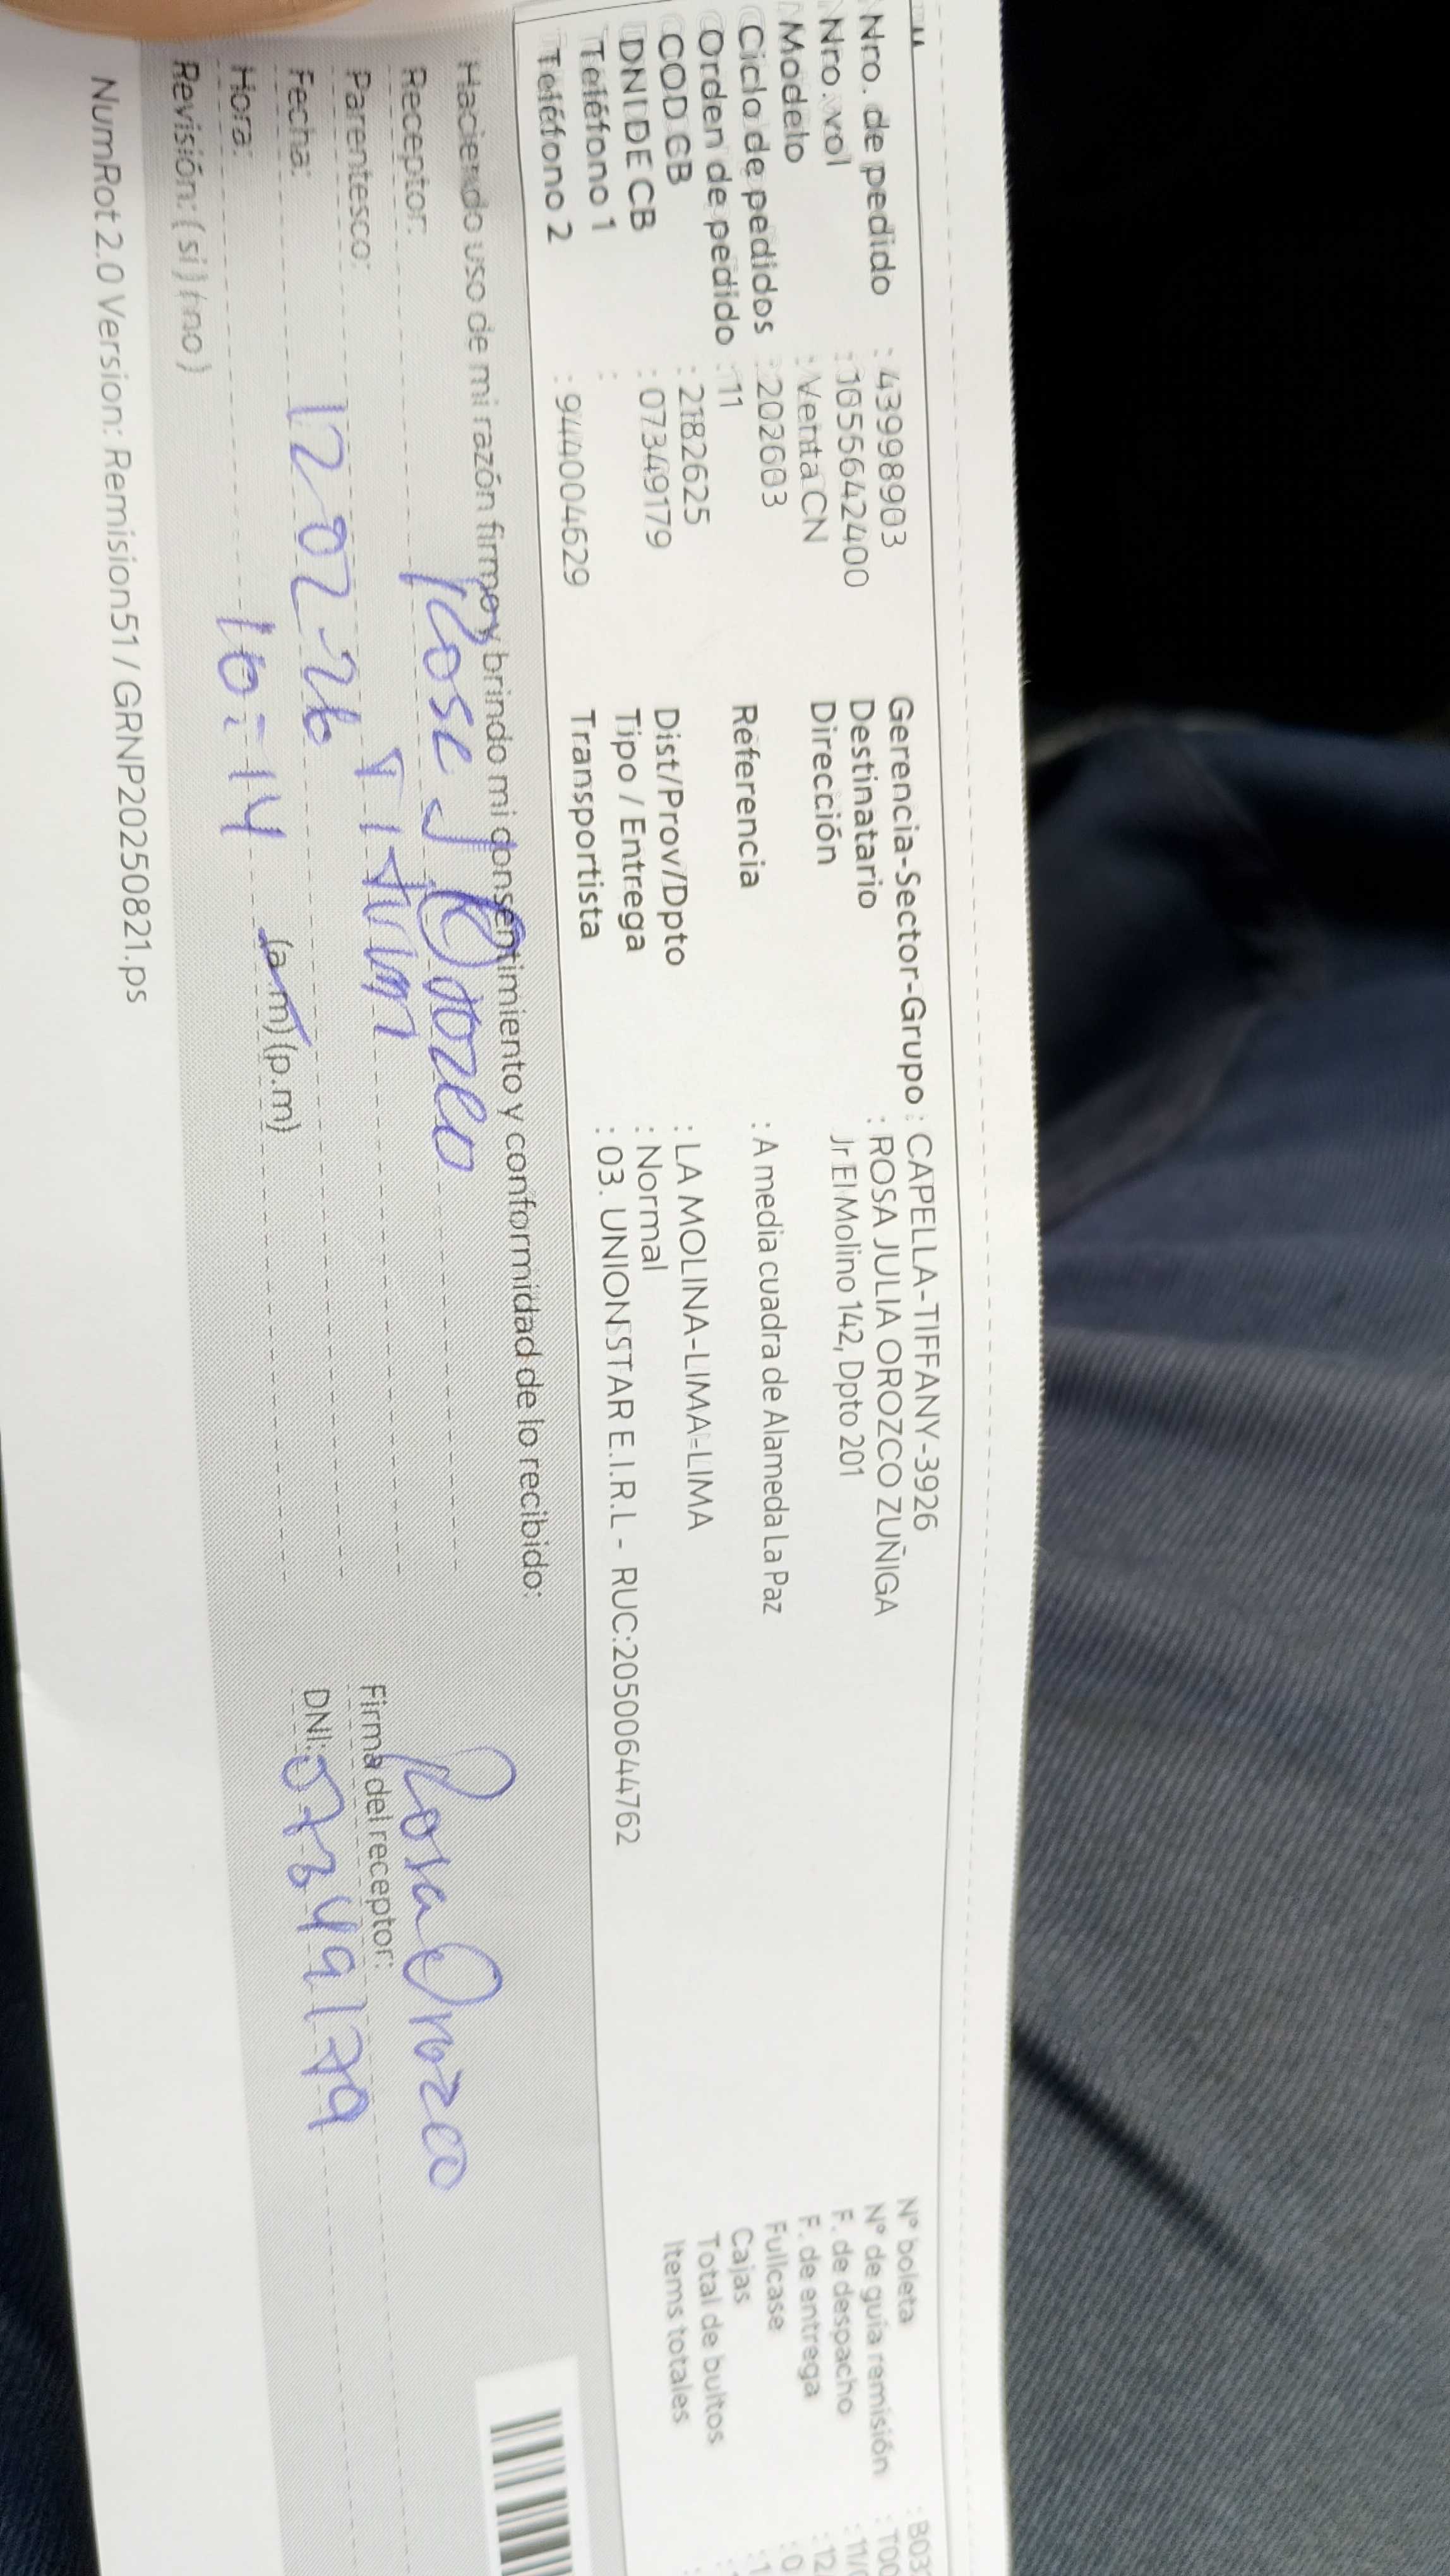 Nro. de pedido : 43998903
Nro. vol : 1655642400
Modelo : Venta CN
Ciclo de pedidos : 202603
Orden de pedido : 11
COD CB : 2182625
DNI DE CB : 07349179
Teléfono 1 :
Teléfono 2 : 944004629
Gerencia-Sector-Grupo : CAPELLA-TIFFANY-3926
Destinatario : ROSA JULIA OROZCO ZUÑIGA
Dirección Jr El Molino 142, Dpto 201
Referencia : A media cuadra de Alameda La Paz
Dist/Prov/Dpto : LA MOLINA-LIMA-LIMA
Tipo / Entrega : Normal
Transportista : 03. UNION STAR E.I.R.L - RUC:20500644762
Nº boleta
Nº de guia remisión
F. de despacho
F. de entrega
Fullcase : 0
Cajas
Total de bultos
Items totales
Haciendo uso de mi razón firmo y brindo mi consentimiento y conformidad de lo recibido:
Receptor: Rosa J Orozco
Parentesco: Titular
Fecha: 12 02-26
Hora: 10:14 (a.m) (p.m)
Revisión: ( si ) ( no )
Rosa Orozco
Firma del receptor:
DNI: 07349179
NumRot 2.0 Version: Remision51 / GRNP20250821.ps